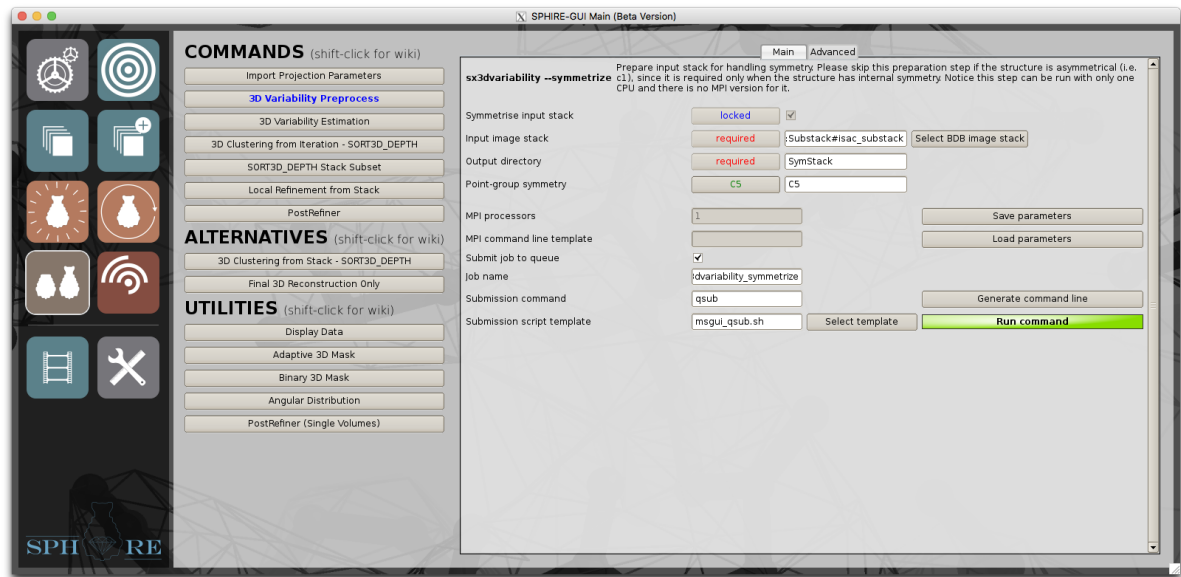 SPHIRE-GUI Main (Beta Version)
COMMANDS (shift-click for wiki)
Import Projection Parameters
3D Variability Preprocess
3D Variability Estimation
3D Clustering from Iteration - SORT3D_DEPTH
SORT3D_DEPTH Stack Subset
Local Refinement from Stack
PostRefiner
ALTERNATIVES (shift-click for wiki)
3D Clustering from Stack - SORT3D_DEPTH
Final 3D Reconstruction Only
UTILITIES (shift-click for wiki)
Display Data
Adaptive 3D Mask
Binary 3D Mask
Angular Distribution
PostRefiner (Single Volumes)
SPH RE
Main Advanced
sx3dvariability --symmetrize
Prepare input stack for handling symmetry. Please skip this preparation step if the structure is asymmetrical (i.e.
c1), since it is required only when the structure has internal symmetry. Notice this step can be run with only one
CPU and there is no MPI version for it.
Symmetrise input stack locked
Input image stack required :Substack#isac_substack Select BDB image stack
Output directory required SymStack
Point-group symmetry C5 C5
MPI processors 1 Save parameters
MPI command line template Load parameters
Submit job to queue
Job name dvariability_symmetrize
Submission command qsub Generate command line
Submission script template msgui_qsub.sh Select template Run command